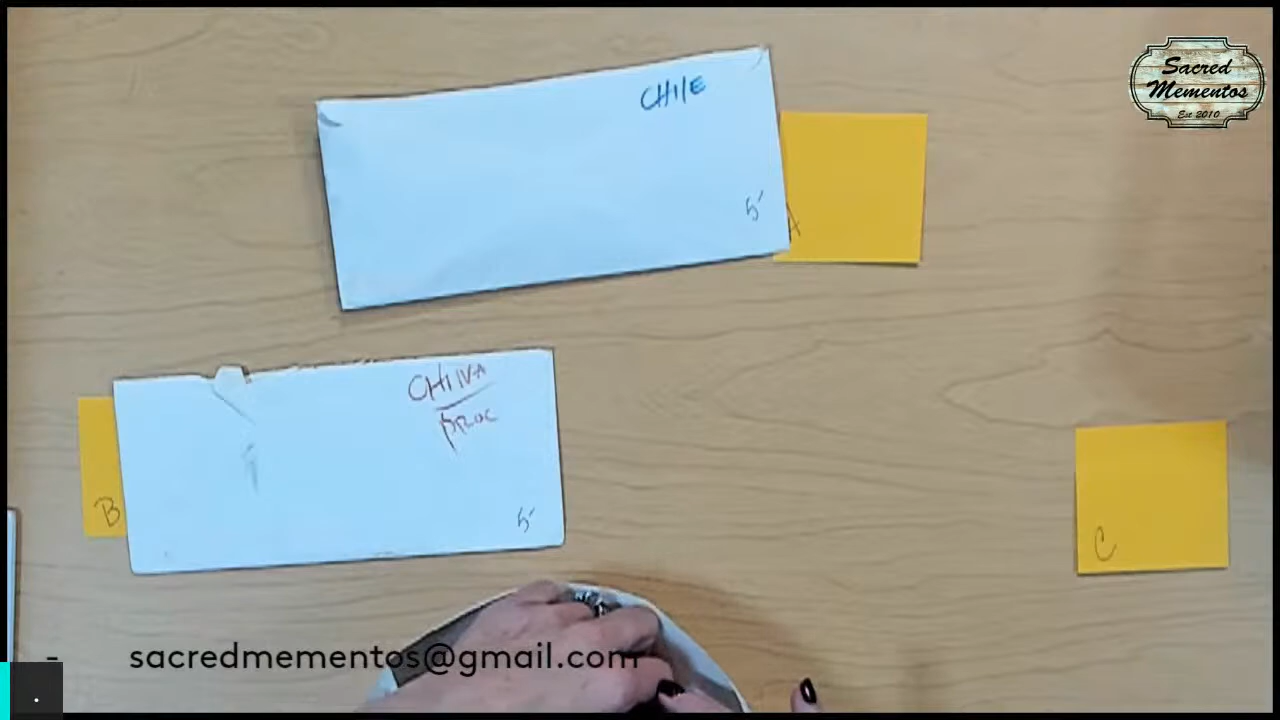 Sacred
Mementos
Est 2010
CHIlE
5'
A
CHINA
B
5'
C
- sacredmementos@gmail.com
.